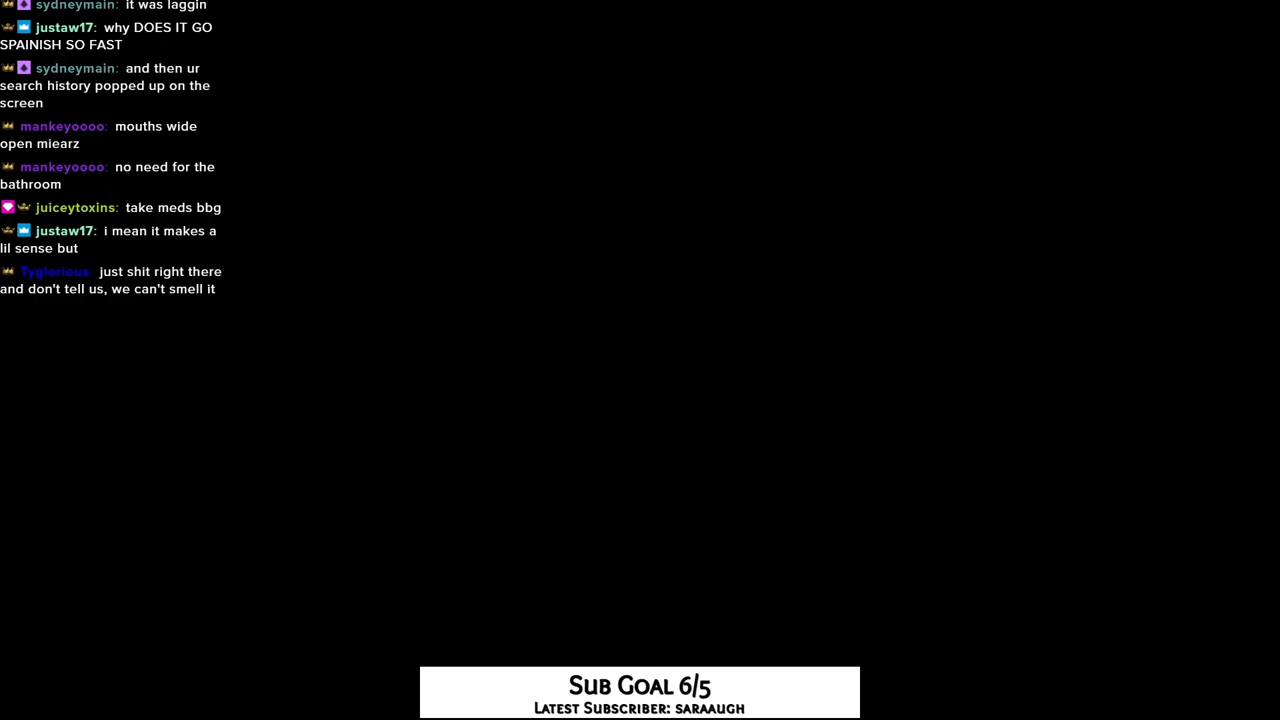 sydneymain: it was laggin
justaw17: why DOES IT GO
SPAINISH SO FAST
sydneymain: and then ur
search history popped up on the
screen
mankeyoooo: mouths wide
open miearz
mankeyoooo: no need for the
bathroom
juiceytoxins: take meds bbg
justaw17: i mean it makes a
lil sense but
Tyglorious: just shit right there
and don't tell us, we can't smell it
Sub Goal 6/5
Latest Subscriber: saraaugh